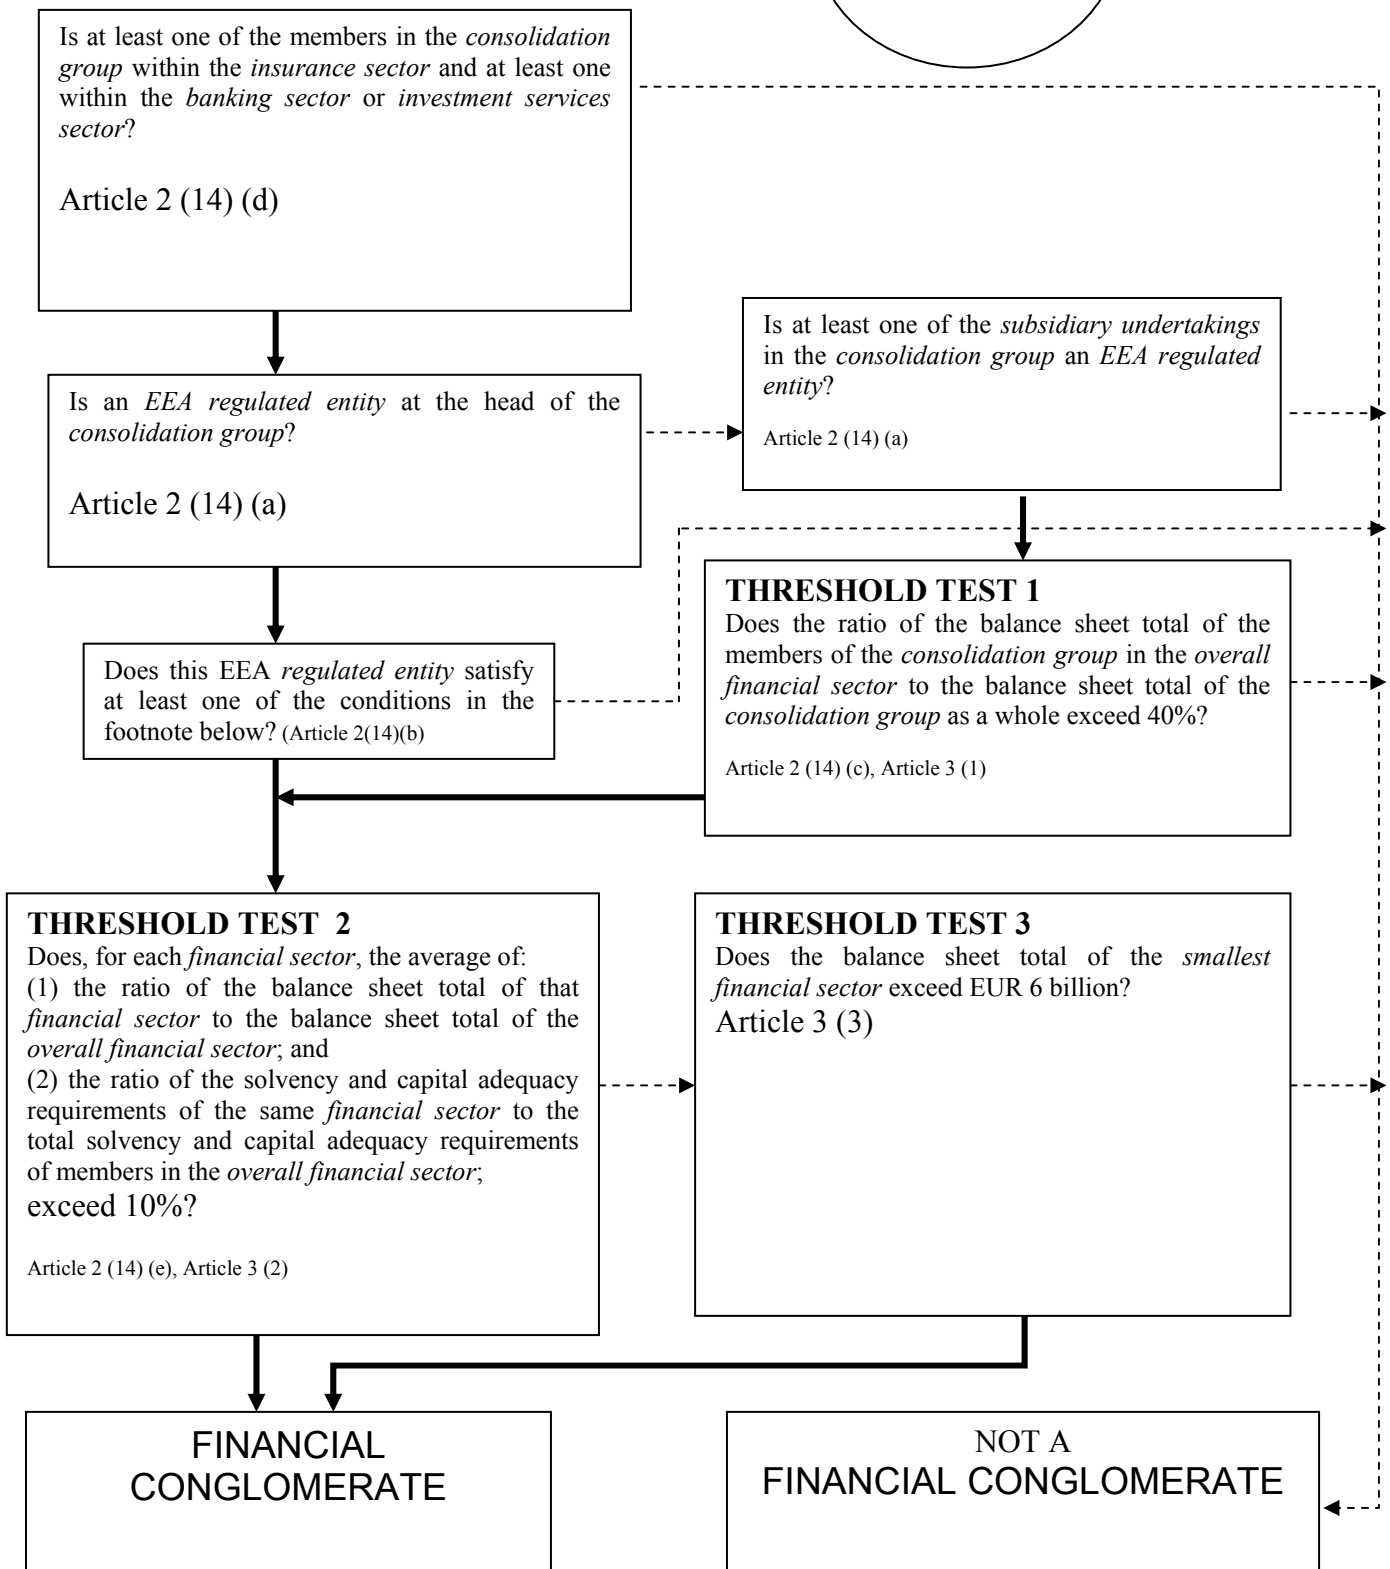 Is at least one of the members in the consolidation
group within the insurance sector and at least one
within the banking sector or investment services
sector?
Article 2 (14) (d)
Is at least one of the subsidiary undertakings
in the consolidation group an EEA regulated
entity?
Article 2 (14) (a)
Is an EEA regulated entity at the head of the
consolidation group?
Article 2 (14) (a)
THRESHOLD TEST 1
Does the ratio of the balance sheet total of the
members of the consolidation group in the overall
financial sector to the balance sheet total of the
consolidation group as a whole exceed 40%?
Article 2 (14) (c), Article 3 (1)
Does this EEA regulated entity satisfy
at least one of the conditions in the
footnote below? (Article 2(14)(b)
THRESHOLD TEST 2
Does, for each financial sector, the average of:
(1) the ratio of the balance sheet total of that
financial sector to the balance sheet total of the
overall financial sector; and
(2) the ratio of the solvency and capital adequacy
requirements of the same financial sector to the
total solvency and capital adequacy requirements
of members in the overall financial sector;
exceed 10%?
Article 2 (14) (e), Article 3 (2)
THRESHOLD TEST 3
Does the balance sheet total of the smallest
financial sector exceed EUR 6 billion?
Article 3 (3)
FINANCIAL
CONGLOMERATE
NOT A
FINANCIAL CONGLOMERATE